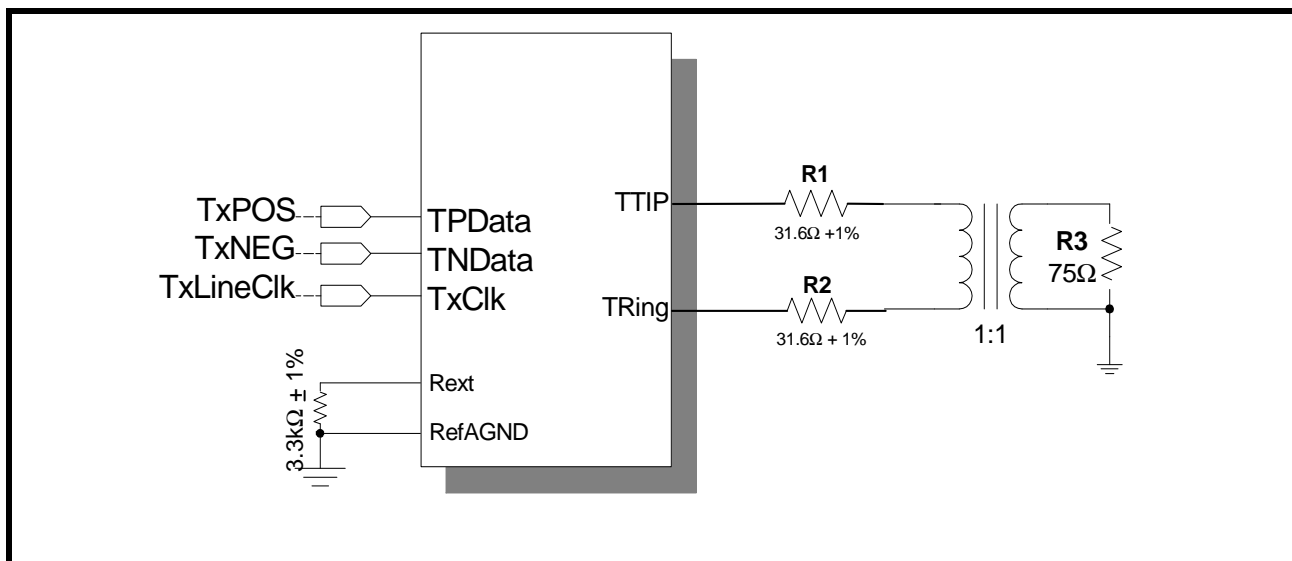 TxPOS
TxNEG
TxLineClk
TPData
TNData
TxClk
3.3kΩ ± 1%
Rext
RefAGND
TTIP
TRing
R1
31.6Ω +1%
R2
31.6Ω + 1%
1:1
R3
75Ω